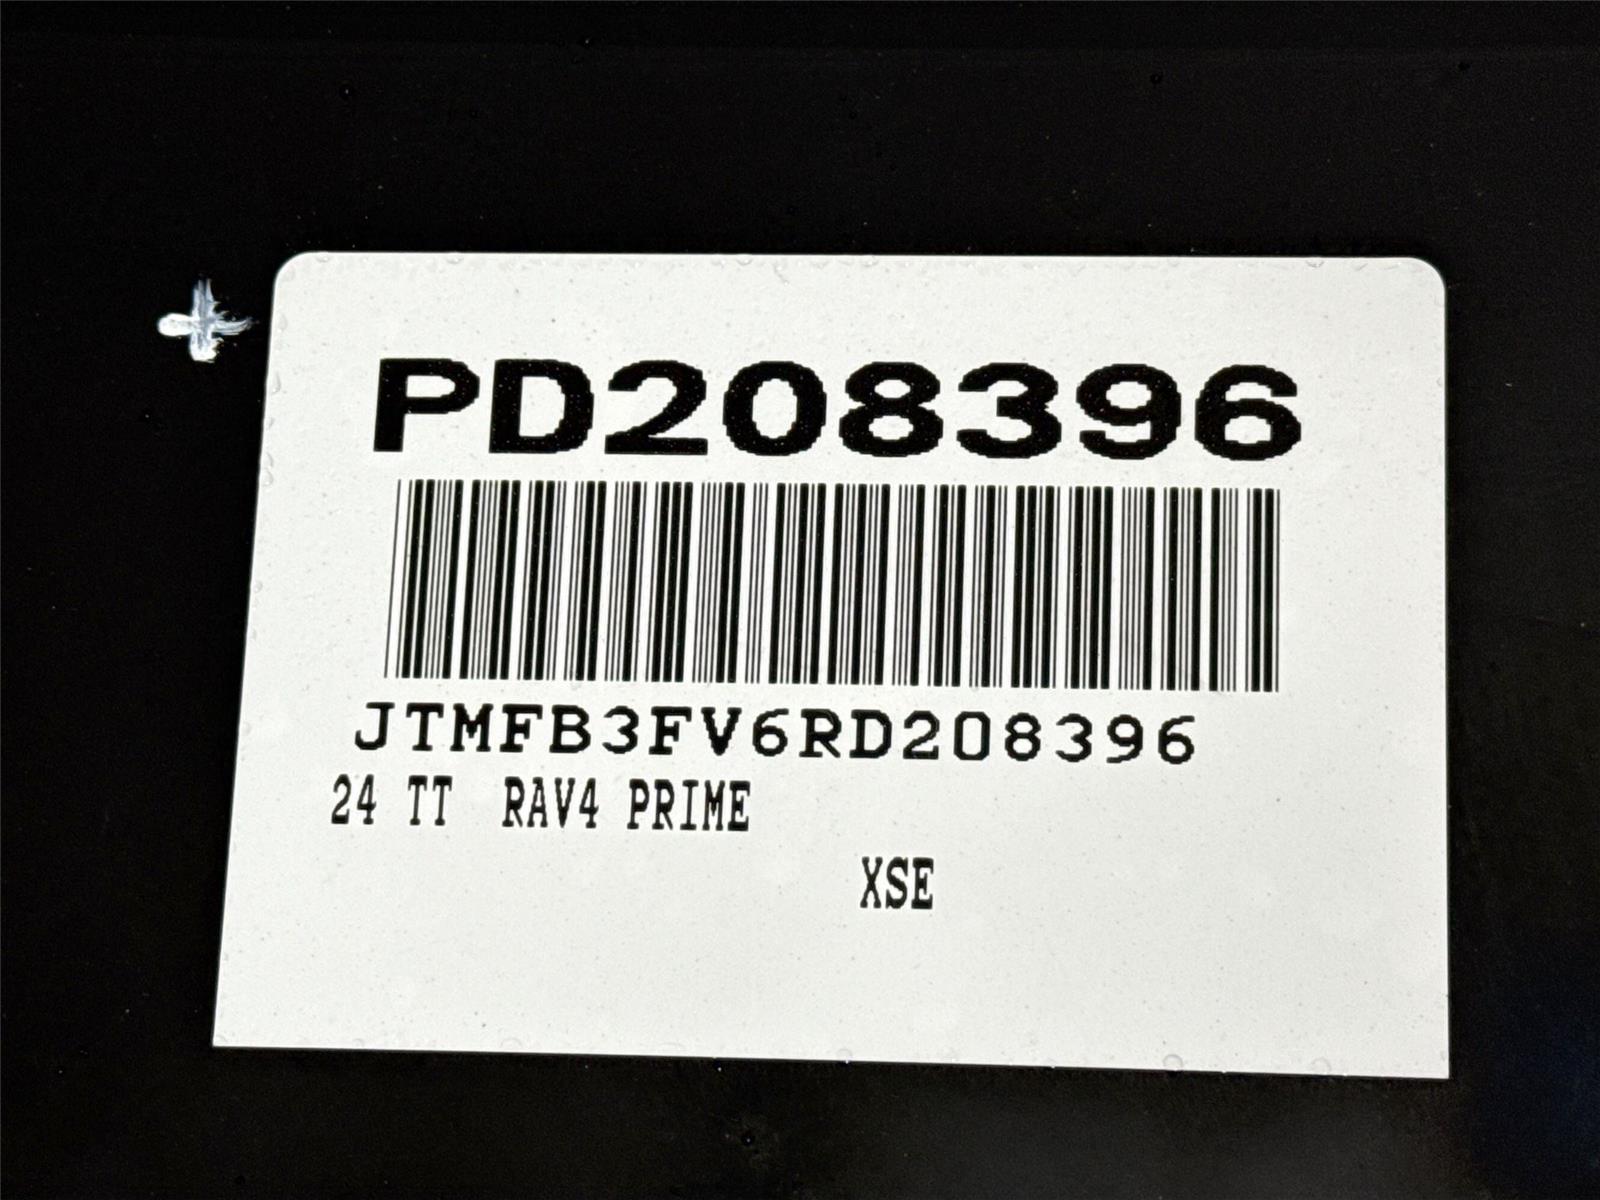 PD208396
JTMFB3FV6RD208396
24 TT RAV4 PRIME
XSE